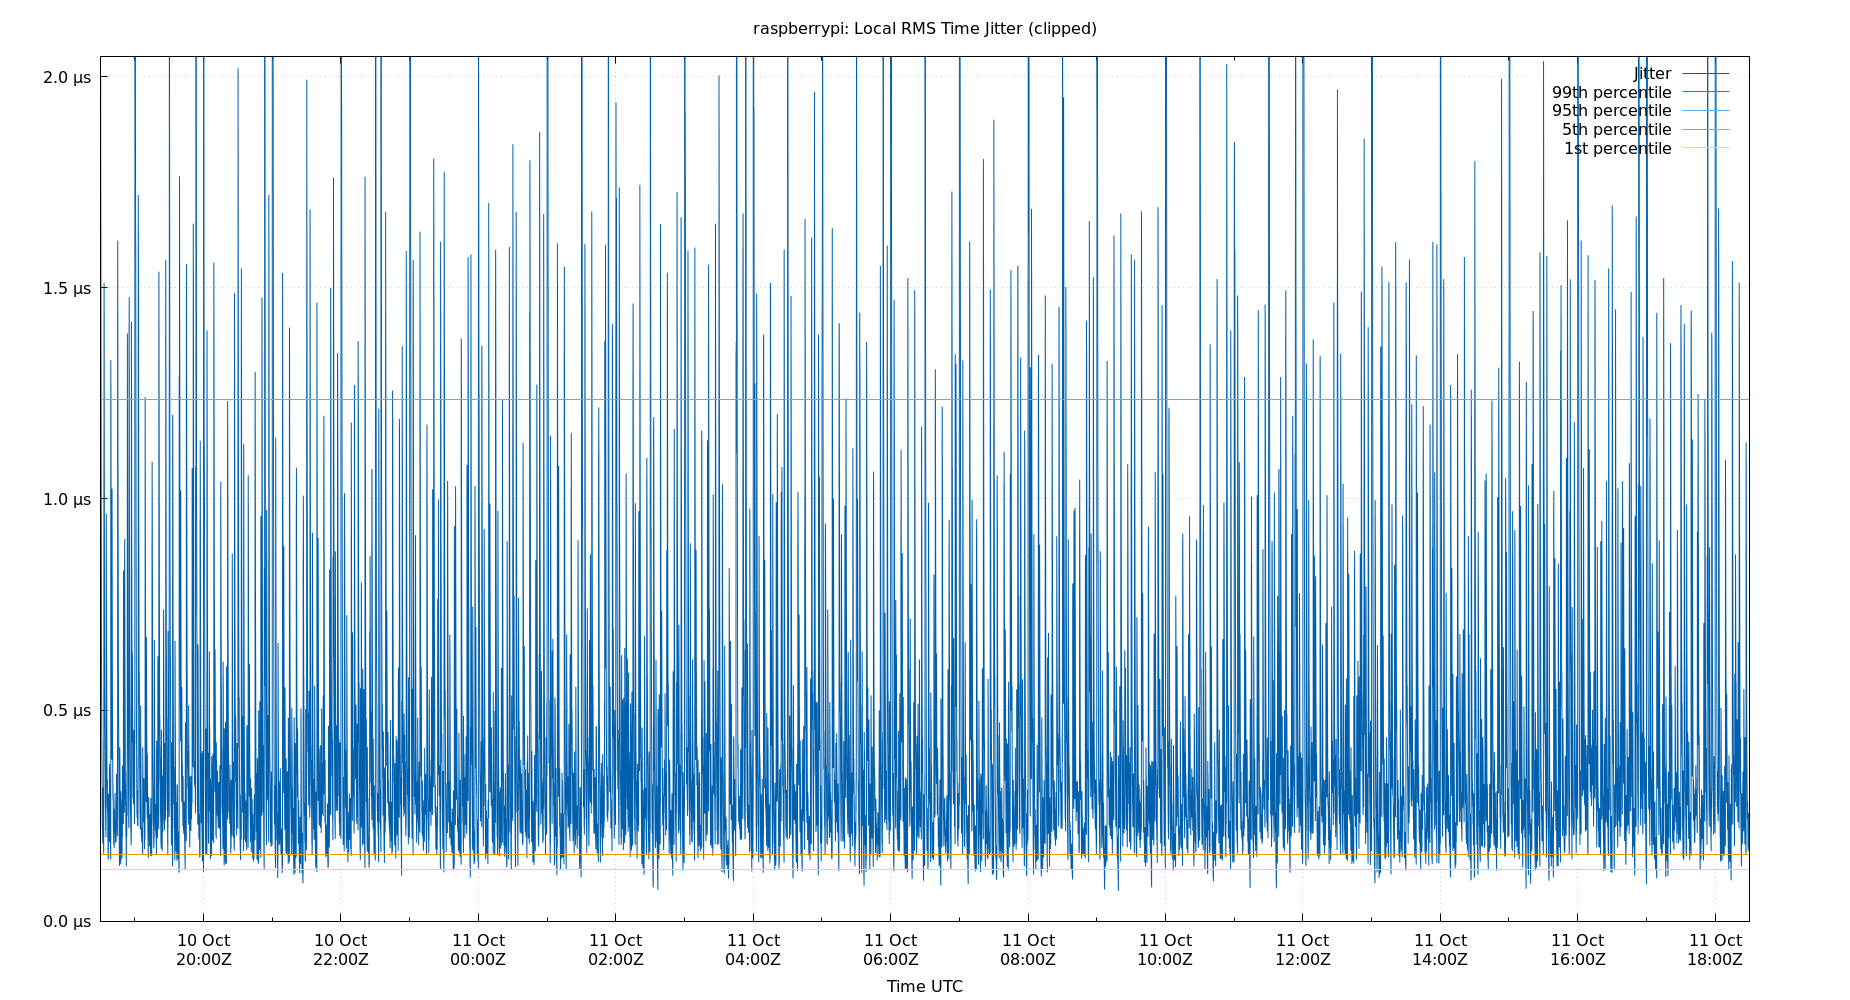 raspberrypi: Local RMS Time Jitter (clipped)
2.0 μs
1.5 μs
1.0 μs
0.5 μs
0.0 μs
Jitter
99th percentile
95th percentile
5th percentile
1st percentile
10 Oct 10 Oct 11 Oct 11 Oct 11 Oct 11 Oct 11 Oct 11 Oct 11 Oct 11 Oct 11 Oct 11 Oct
20:00Z 22:00Z 00:00Z 02:00Z 04:00Z 06:00Z 08:00Z 10:00Z 12:00Z 14:00Z 16:00Z 18:00Z
Time UTC